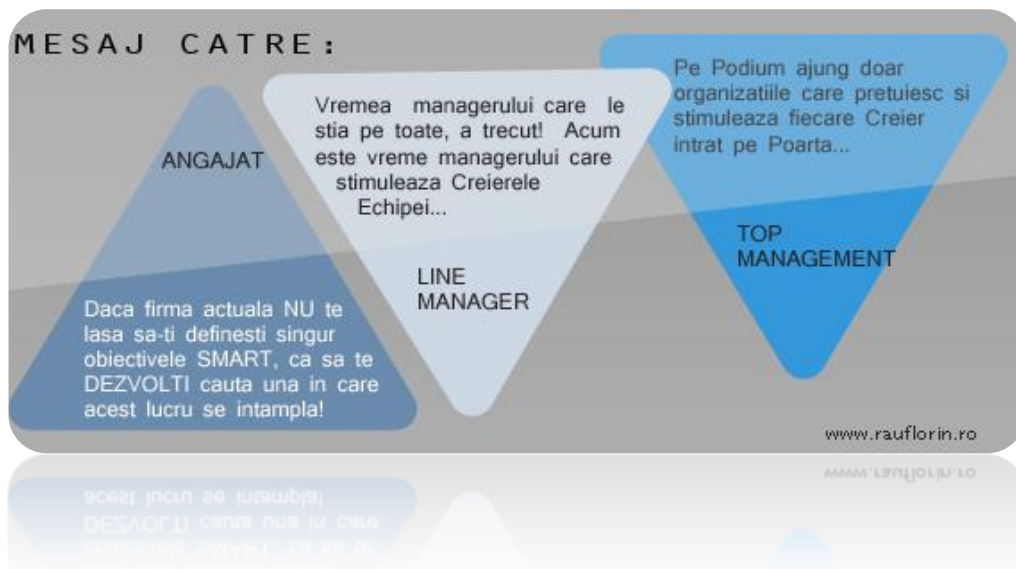 MESAJ CATRE:
ANGAJAT
Daca firma actuala NU te
lasa sa-ti definesti singur
obiectivele SMART, ca sa te
DEZVOLTI cauta una in care
acest lucru se intampla!
Vremea managerului care le
stia pe toate, a trecut! Acum
este vreme managerului care
stimuleaza Creierele
Echipei...
LINE
MANAGER
Pe Podium ajung doar
organizatiile care pretuiesc si
stimuleaza fiecare Creier
intrat pe Poarta...
TOP
MANAGEMENT
www.rauflorin.ro